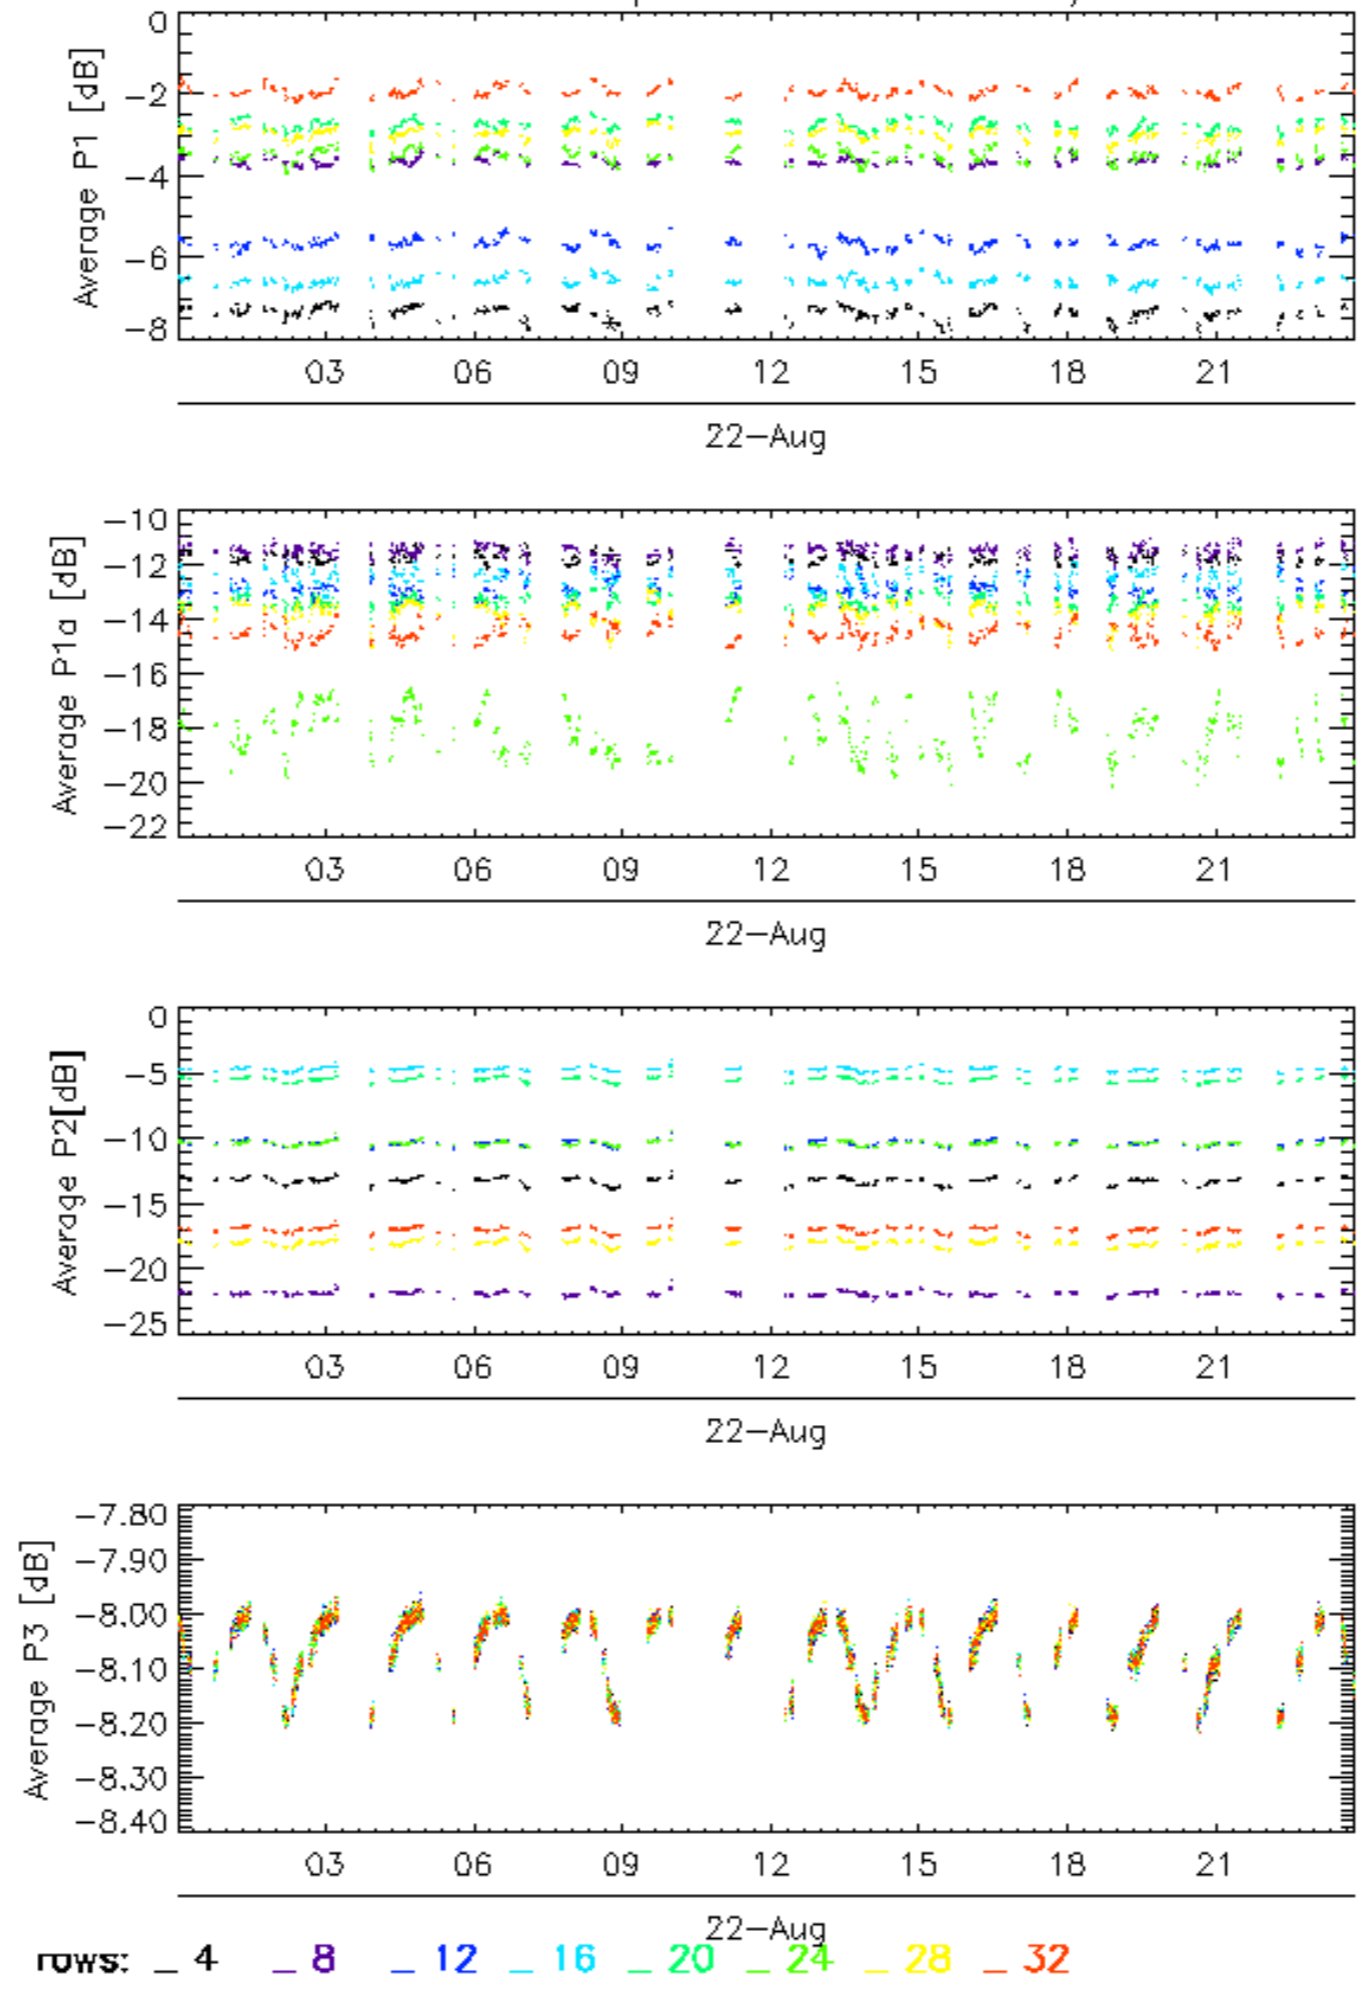 Average P1 [dB]
0
-2
-4
-6
-8
03 06 09 12 15 18 21
22-Aug
Average P1a [dB]
-10
-12
-14
-16
-18
-20
-22
03 06 09 12 15 18 21
22-Aug
Average P2[dB]
0
-5
-10
-15
-20
-25
03 06 09 12 15 18 21
22-Aug
Average P3 [dB]
-7.80
-7.90
-8.00
-8.10
-8.20
-8.30
-8.40
03 06 09 12 15 18 21
22-Aug
rows: _ 4 _ 8 _ 12 _ 16 _ 20 _ 24 _ 28 _ 32